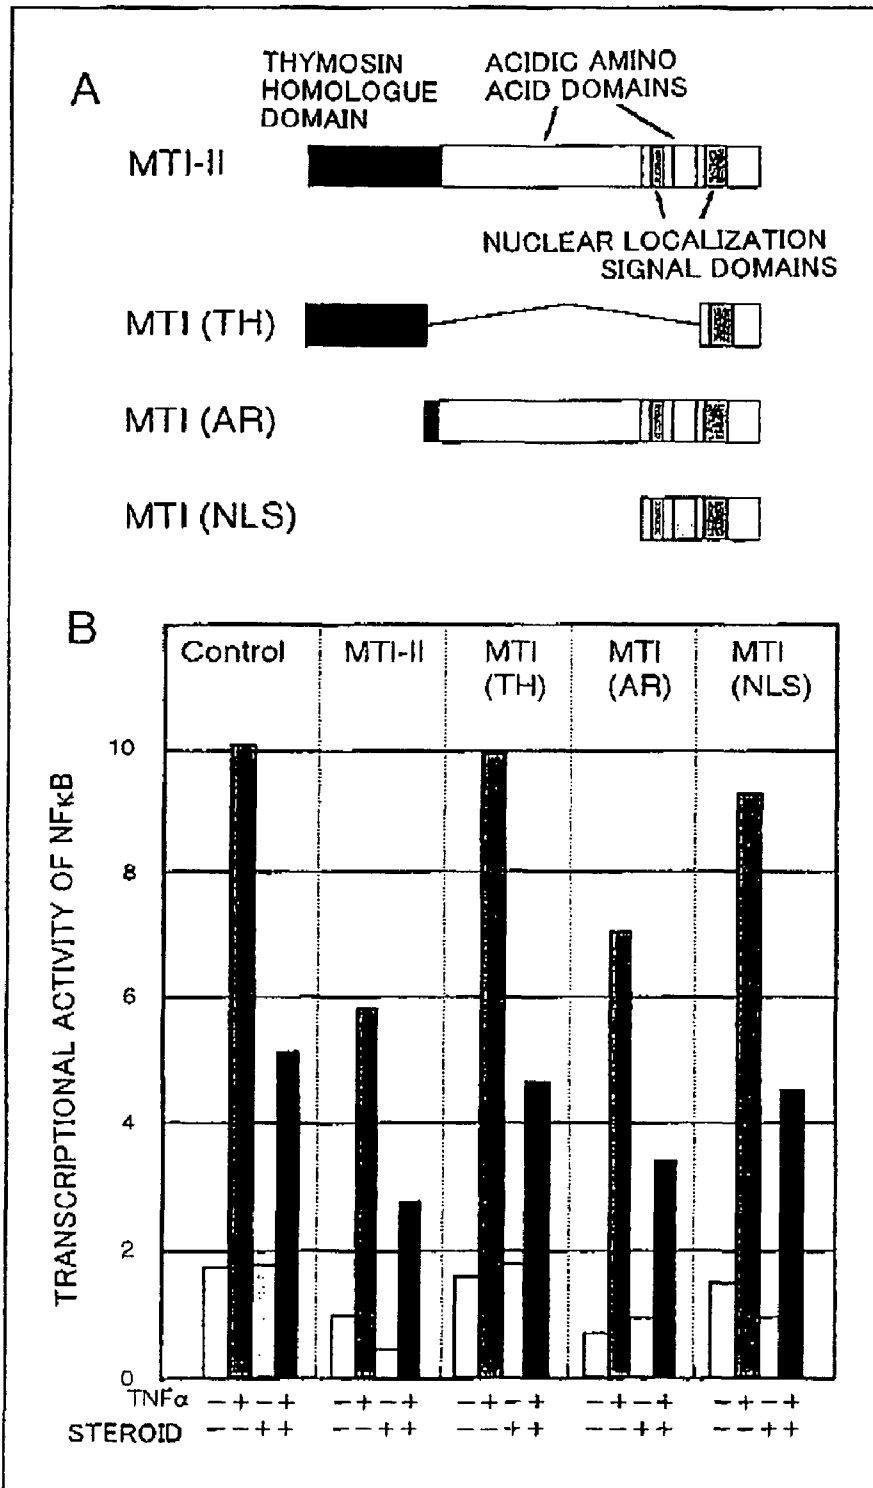 A
THYMOSIN
HOMOLOGUE
DOMAIN
ACIDIC AMINO
ACID DOMAINS
MTI-II
NUCLEAR LOCALIZATION
SIGNAL DOMAINS
MTI (TH)
MTI (AR)
MTI (NLS)
B
Control
MTI-II
MTI
(TH)
MTI
(AR)
MTI
(NLS)
TRANSCRIPTIONAL ACTIVITY OF NFκB
10
8
6
4
2
0
TNFα -+-+ -+-+ -+-+ -+-+ -+-+
STEROID --++ --++ --++ --++ --++